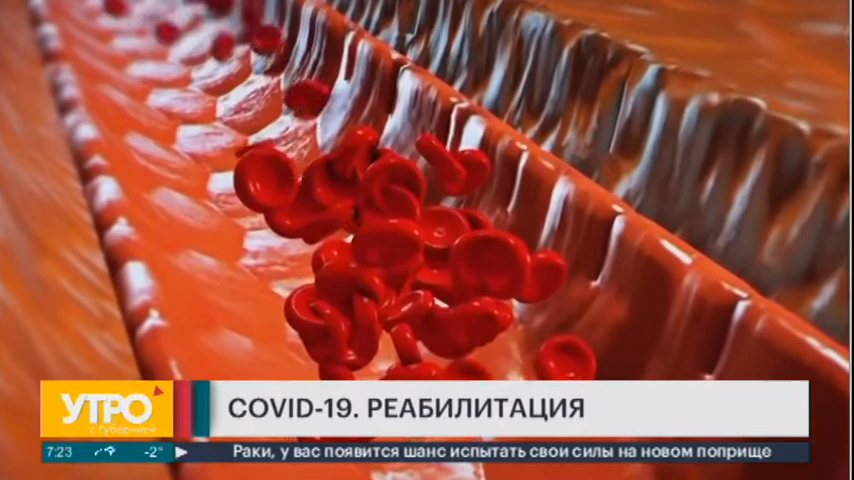 COVID-19. РЕАБИЛИТАЦИЯ
УТРО
с Губернией
7:23
-2°
Раки, у вас появится шанс испытать свои силы на новом поприще